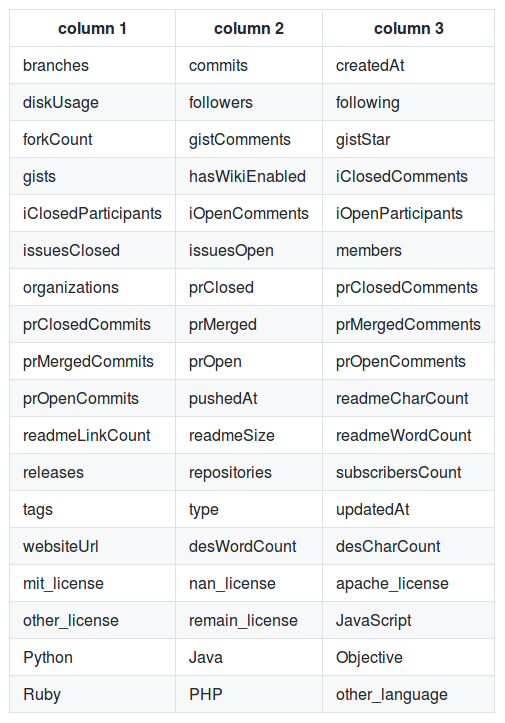 column 1 column 2 column 3
branches commits createdAt
diskUsage followers following
forkCount gistComments gistStar
gists hasWikiEnabled iClosedComments
iClosedParticipants iOpenComments iOpenParticipants
issuesClosed issuesOpen members
organizations prClosed prClosedComments
prClosedCommits prMerged prMergedComments
prMergedCommits prOpen prOpenComments
prOpenCommits pushedAt readmeCharCount
readmeLinkCount readmeSize readmeWordCount
releases repositories subscribersCount
tags type updatedAt
websiteUrl desWordCount desCharCount
mit_license nan_license apache_license
other_license remain_license JavaScript
Python Java Objective
Ruby PHP other_language